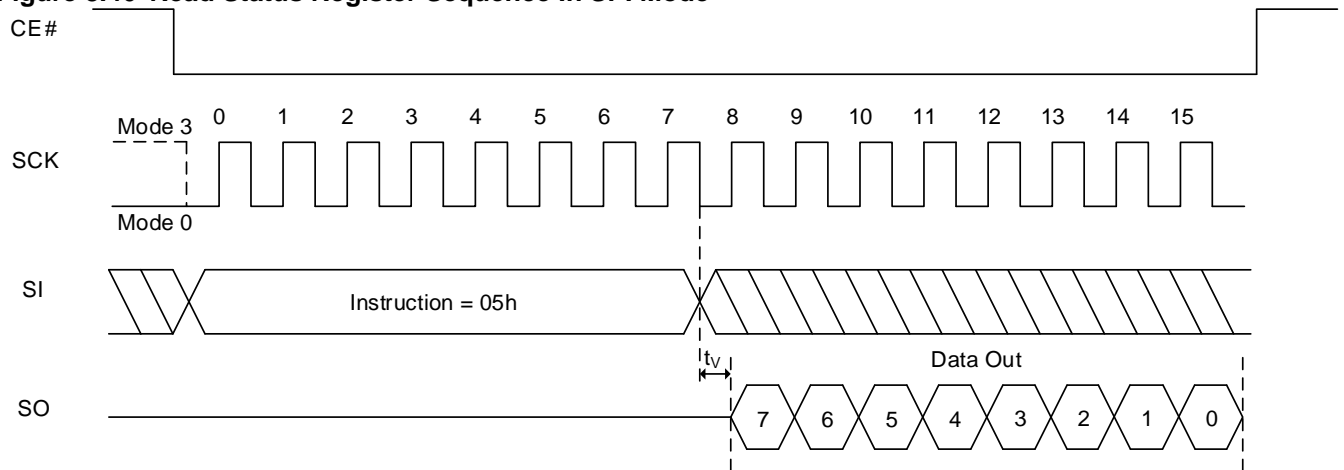 CE#
Mode 3
0 1 2 3 4 5 6 7 8 9 10 11 12 13 14 15
SCK
Mode 0
SI
Instruction = 05h
tV
Data Out
SO
7 6 5 4 3 2 1 0